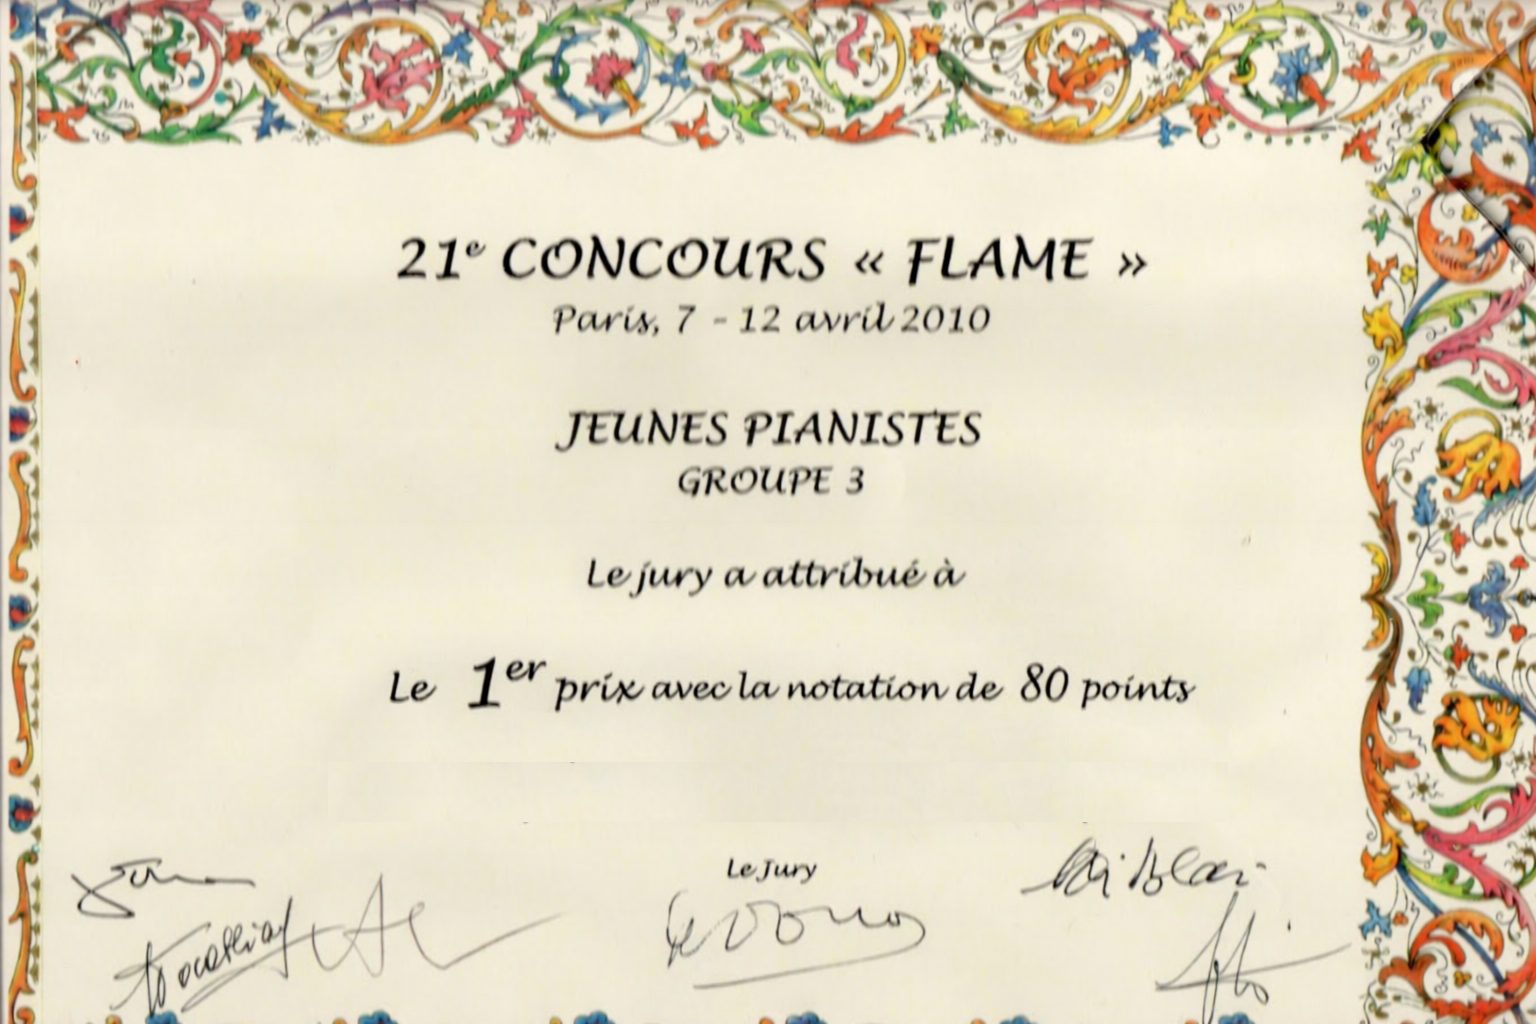 21e CONCOURS « FLAME »
Paris, 7 - 12 avril 2010
JEUNES PIANISTES
GROUPE 3
Le jury a attribué à
Le 1er prix avec la notation de 80 points
Le Jury